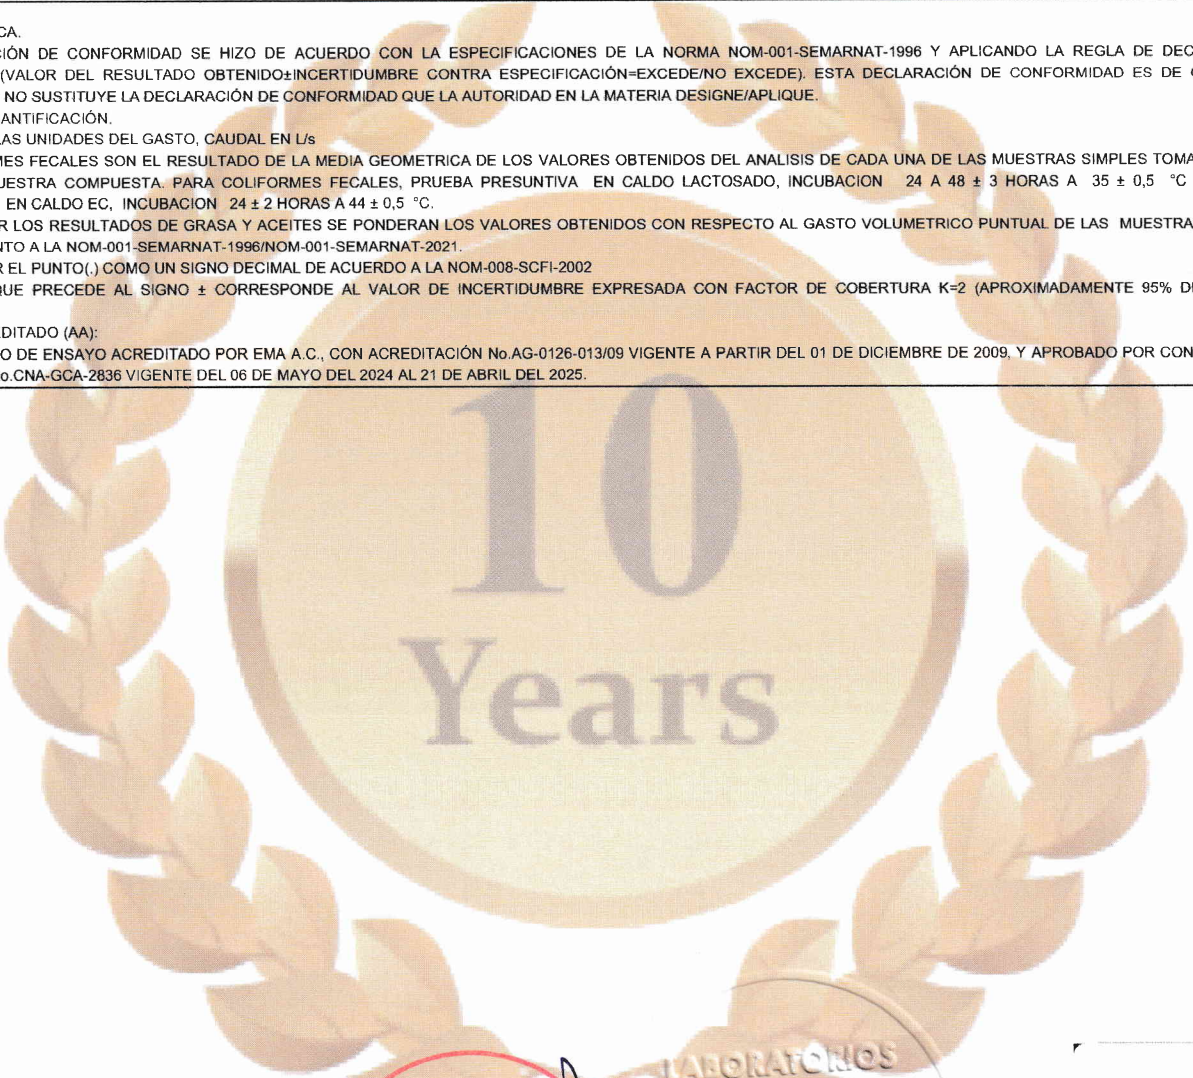 CA.
CIÓN DE CONFORMIDAD SE HIZO DE ACUERDO CON LA ESPECIFICACIONES DE LA NORMA NOM-001-SEMARNAT-1996 Y APLICANDO LA REGLA DE DEC
(VALOR DEL RESULTADO OBTENIDO±INCERTIDUMBRE CONTRA ESPECIFICACIÓN=EXCEDE/NO EXCEDE). ESTA DECLARACIÓN DE CONFORMIDAD ES DE
NO SUSTITUYE LA DECLARACIÓN DE CONFORMIDAD QUE LA AUTORIDAD EN LA MATERIA DESIGNE/APLIQUE.
ANTIFICACIÓN.
LAS UNIDADES DEL GASTO, CAUDAL EN L/s
MES FECALES SON EL RESULTADO DE LA MEDIA GEOMETRICA DE LOS VALORES OBTENIDOS DEL ANALISIS DE CADA UNA DE LAS MUESTRAS SIMPLES TOMA
UESTRA COMPUESTA. PARA COLIFORMES FECALES, PRUEBA PRESUNTIVA EN CALDO LACTOSADO, INCUBACION 24 A 48 ± 3 HORAS A 35 ± 0,5 °C
EN CALDO EC, INCUBACION 24 ± 2 HORAS A 44 ± 0,5 °C.
R LOS RESULTADOS DE GRASA Y ACEITES SE PONDERAN LOS VALORES OBTENIDOS CON RESPECTO AL GASTO VOLUMETRICO PUNTUAL DE LAS MUESTRA
NTO A LA NOM-001-SEMARNAT-1996/NOM-001-SEMARNAT-2021.
R EL PUNTO(.) COMO UN SIGNO DECIMAL DE ACUERDO A LA NOM-008-SCFI-2002
QUE PRECEDE AL SIGNO ± CORRESPONDE AL VALOR DE INCERTIDUMBRE EXPRESADA CON FACTOR DE COBERTURA K=2 (APROXIMADAMENTE 95% DE
DITADO (AA):
O DE ENSAYO ACREDITADO POR EMA A.C., CON ACREDITACIÓN No.AG-0126-013/09 VIGENTE A PARTIR DEL 01 DE DICIEMBRE DE 2009, Y APROBADO POR CON
o.CNA-GCA-2836 VIGENTE DEL 06 DE MAYO DEL 2024 AL 21 DE ABRIL DEL 2025.
10
Years
LABORATORIOS